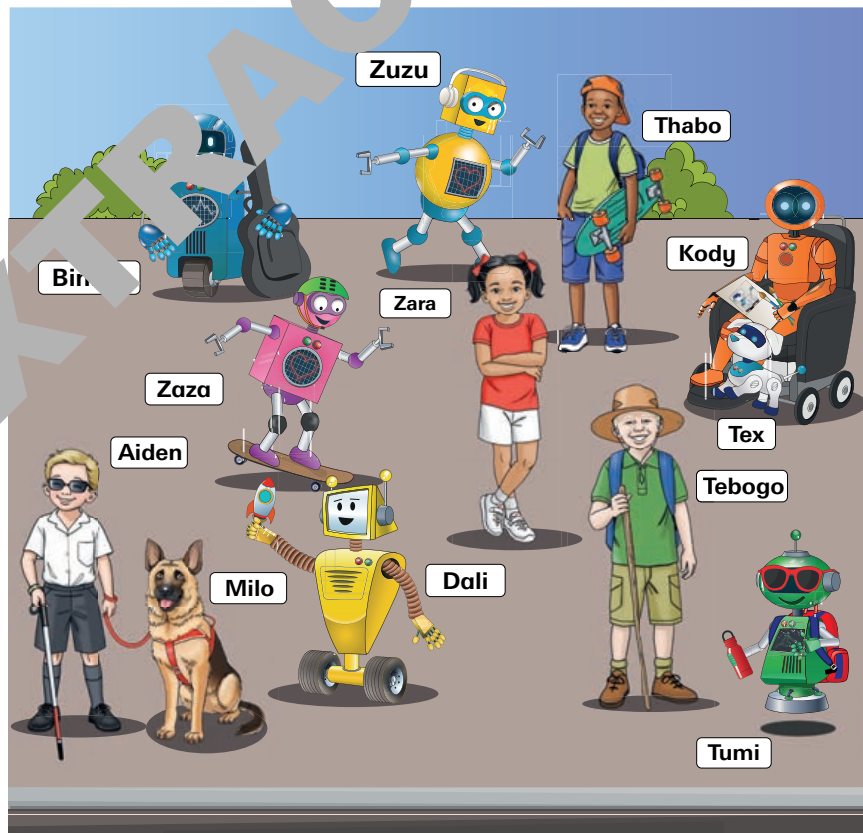 Zuzu
Thabo
Kody
Zara
Zaza
Tex
Aiden
Tebogo
Milo
Dali
Tumi